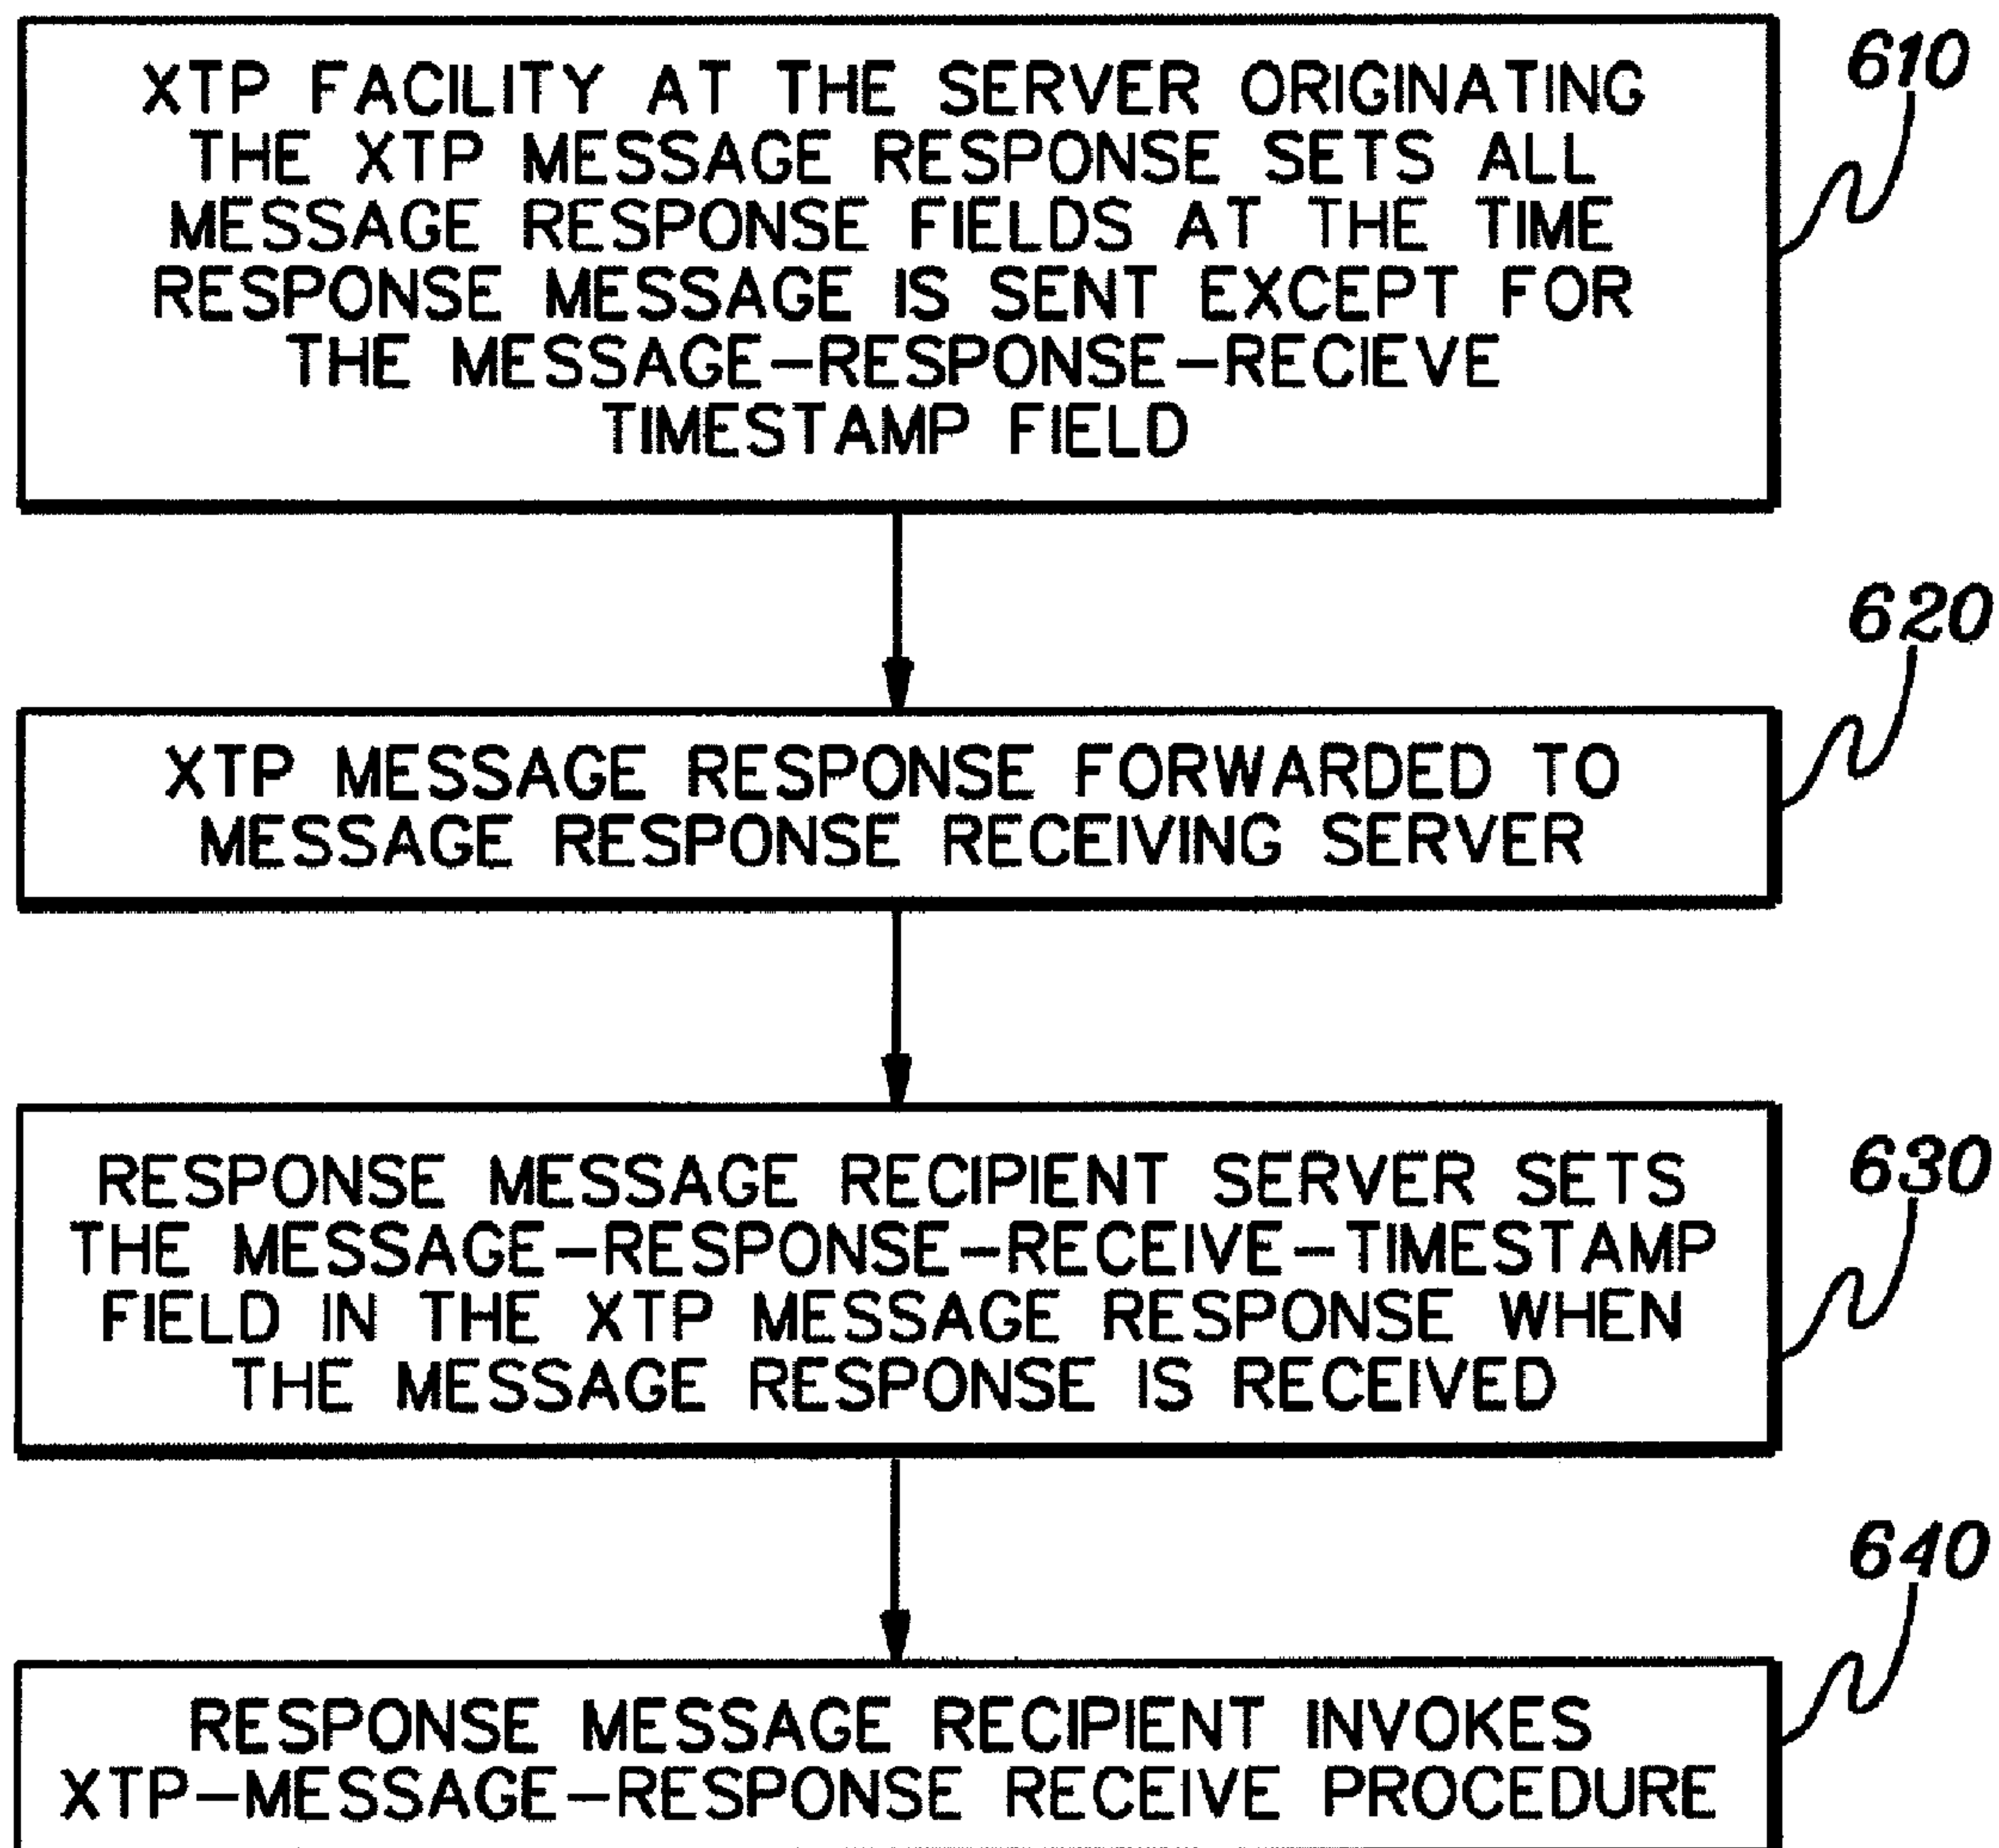 XTP FACILITY AT THE SERVER ORIGINATING
THE XTP MESSAGE RESPONSE SETS ALL
MESSAGE RESPONSE FIELDS AT THE TIME
RESPONSE MESSAGE IS SENT EXCEPT FOR
THE MESSAGE–RESPONSE–RECIEVE
TIMESTAMP FIELD
610
620
XTP MESSAGE RESPONSE FORWARDED TO
MESSAGE RESPONSE RECEIVING SERVER
630
RESPONSE MESSAGE RECIPIENT SERVER SETS
THE MESSAGE–RESPONSE–RECEIVE–TIMESTAMP
FIELD IN THE XTP MESSAGE RESPONSE WHEN
THE MESSAGE RESPONSE IS RECEIVED
640
RESPONSE MESSAGE RECIPIENT INVOKES
XTP–MESSAGE–RESPONSE RECEIVE PROCEDURE